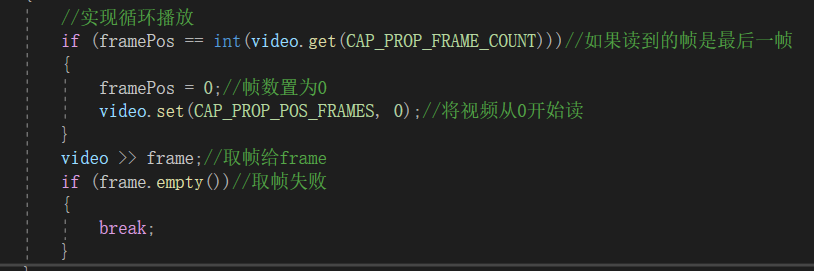 //实现循环播放
if (framePos == int(video.get(CAP_PROP_FRAME_COUNT)))//如果读到的帧是最后一帧
{
framePos = 0;//帧数置为0
video.set(CAP_PROP_POS_FRAMES, 0);//将视频从0开始读
}
video >> frame;//取帧给frame
if (frame.empty())//取帧失败
{
break;
}